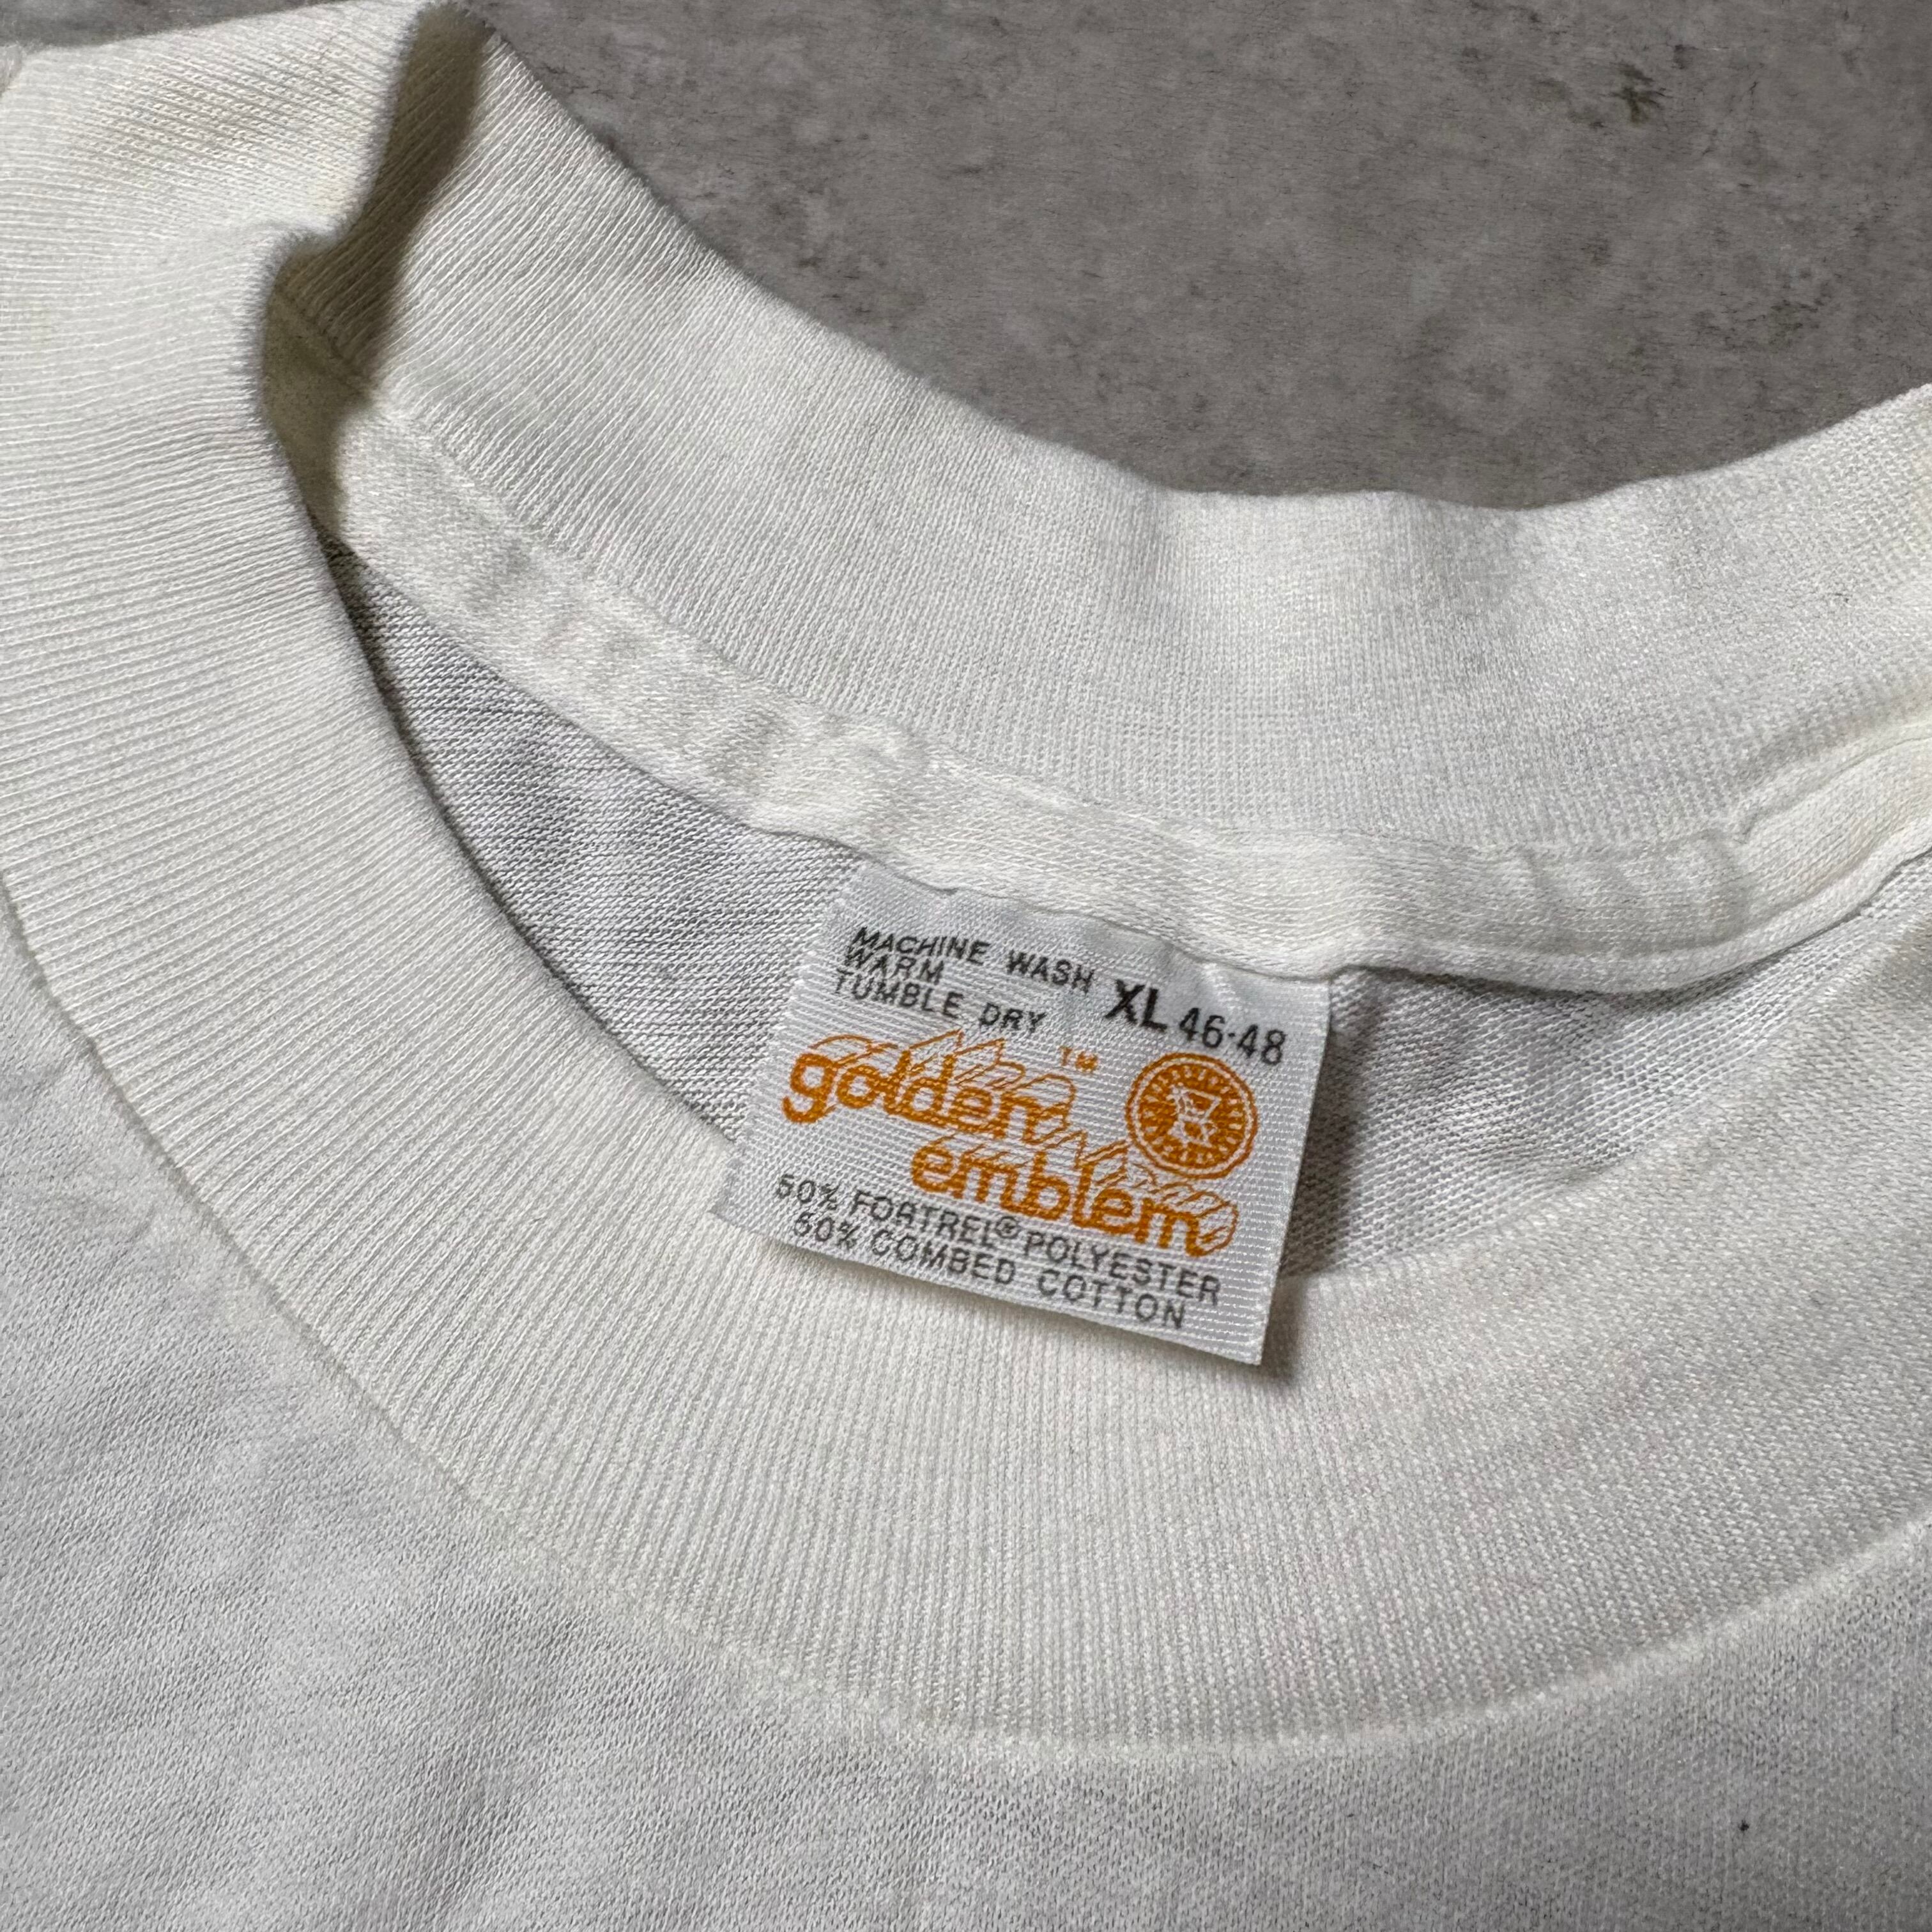 MACHINE WASH
WARM
TUMBLE DRY
XL 46-48
golden™
emblem
50% FORTREL® POLYESTER
50% COMBED COTTON